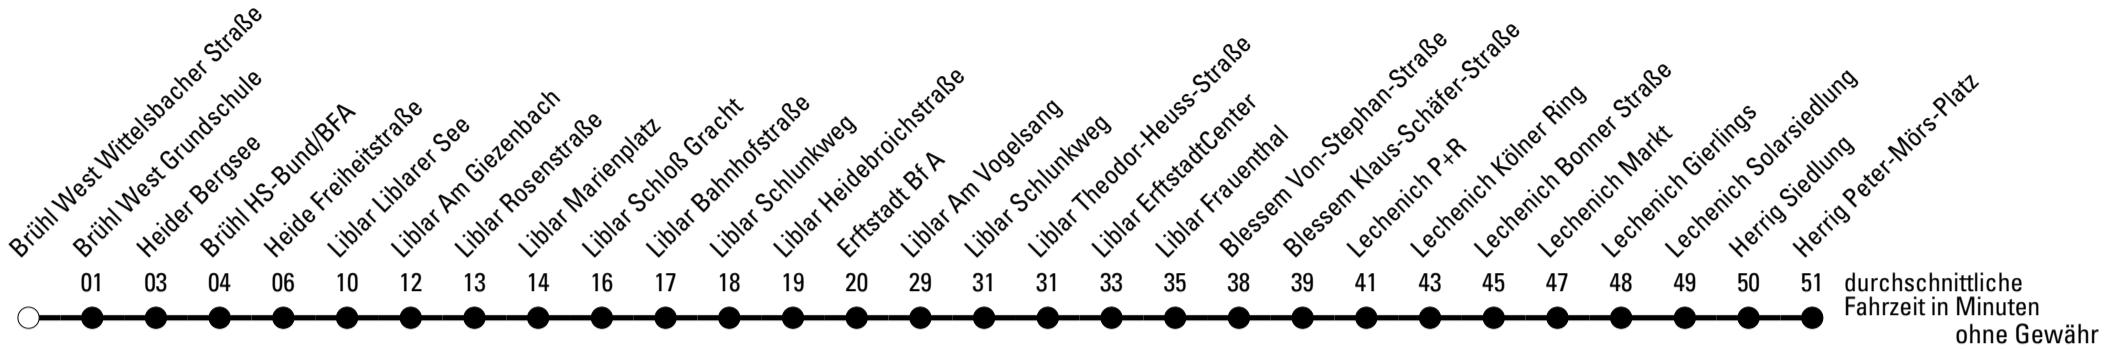 Brühl West Wittelsbacher Straße
Brühl West Grundschule
Heider Bergsee
Brühl HS-Bund/BFA
Heide Freiheitstraße
Liblar Liblarer See
Liblar Am Giezenbach
Liblar Rosenstraße
Liblar Marienplatz
Liblar Schloß Gracht
Liblar Bahnhofstraße
Liblar Schlunkweg
Liblar Heidebroichstraße
Erftstadt Bf A
Liblar Am Vogelsang
Liblar Schlunkweg
Liblar Theodor-Heuss-Straße
Liblar ErftstadtCenter
Liblar Frauenthal
Blessem Von-Stephan-Straße
Blessem Klaus-Schäfer-Straße
Lechenich P+R
Lechenich Kölner Ring
Lechenich Bonner Straße
Lechenich Markt
Lechenich Gierlings
Lechenich Solarsiedlung
Herrig Siedlung
Herrig Peter-Mörs-Platz
01 03 04 06 10 12 13 14 16 17 18 19 20 29 31 31 33 35 38 39 41 43 45 47 48 49 50 51 durchschnittliche
Fahrzeit in Minuten
ohne Gewähr